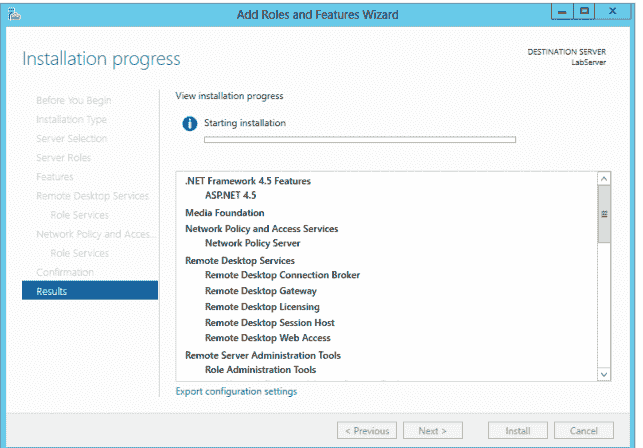 Add Roles and Features Wizard
Installation progress
DESTINATION SERVER
LabServer
Before You Begin
Installation Type
Server Selection
Server Roles
Features
Remote Desktop Services
Role Services
Network Policy and Acces...
Role Services
Confirmation
Results
View installation progress
Starting installation
.NET Framework 4.5 Features
ASP.NET 4.5
Media Foundation
Network Policy and Access Services
Network Policy Server
Remote Desktop Services
Remote Desktop Connection Broker
Remote Desktop Gateway
Remote Desktop Licensing
Remote Desktop Session Host
Remote Desktop Web Access
Remote Server Administration Tools
Role Administration Tools
Export configuration settings
< Previous
Next >
Install
Cancel